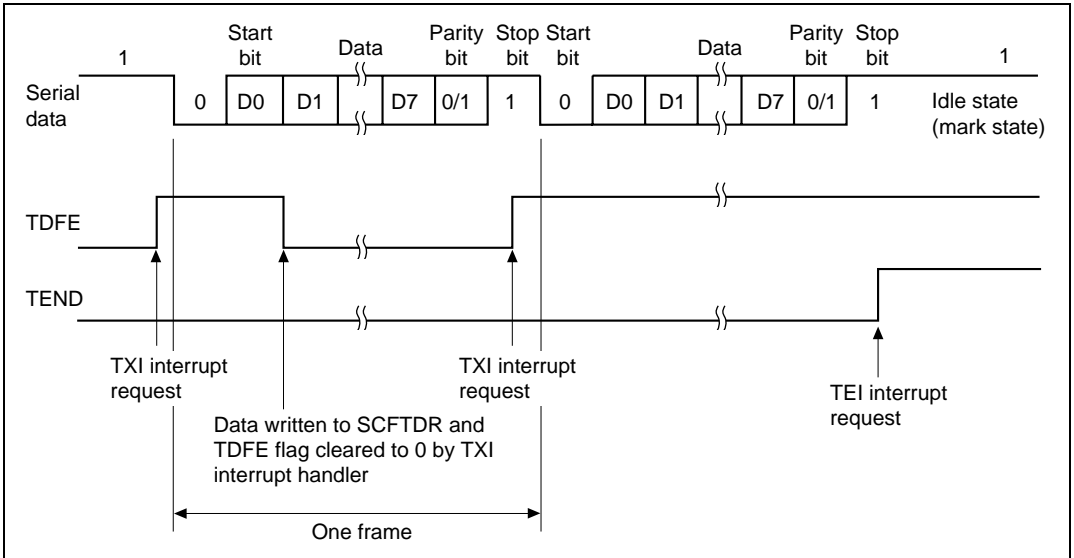 1
Start
bit
Data
Parity
bit
Stop
bit
Start
bit
Data
Parity
bit
Stop
bit
1
Serial
data
0 D0 D1 D7 0/1 1 0 D0 D1 D7 0/1 1
Idle state
(mark state)
TDFE
TEND
TXI interrupt
request
Data written to SCFTDR and
TDFE flag cleared to 0 by TXI
interrupt handler
TXI interrupt
request
TEI interrupt
request
One frame